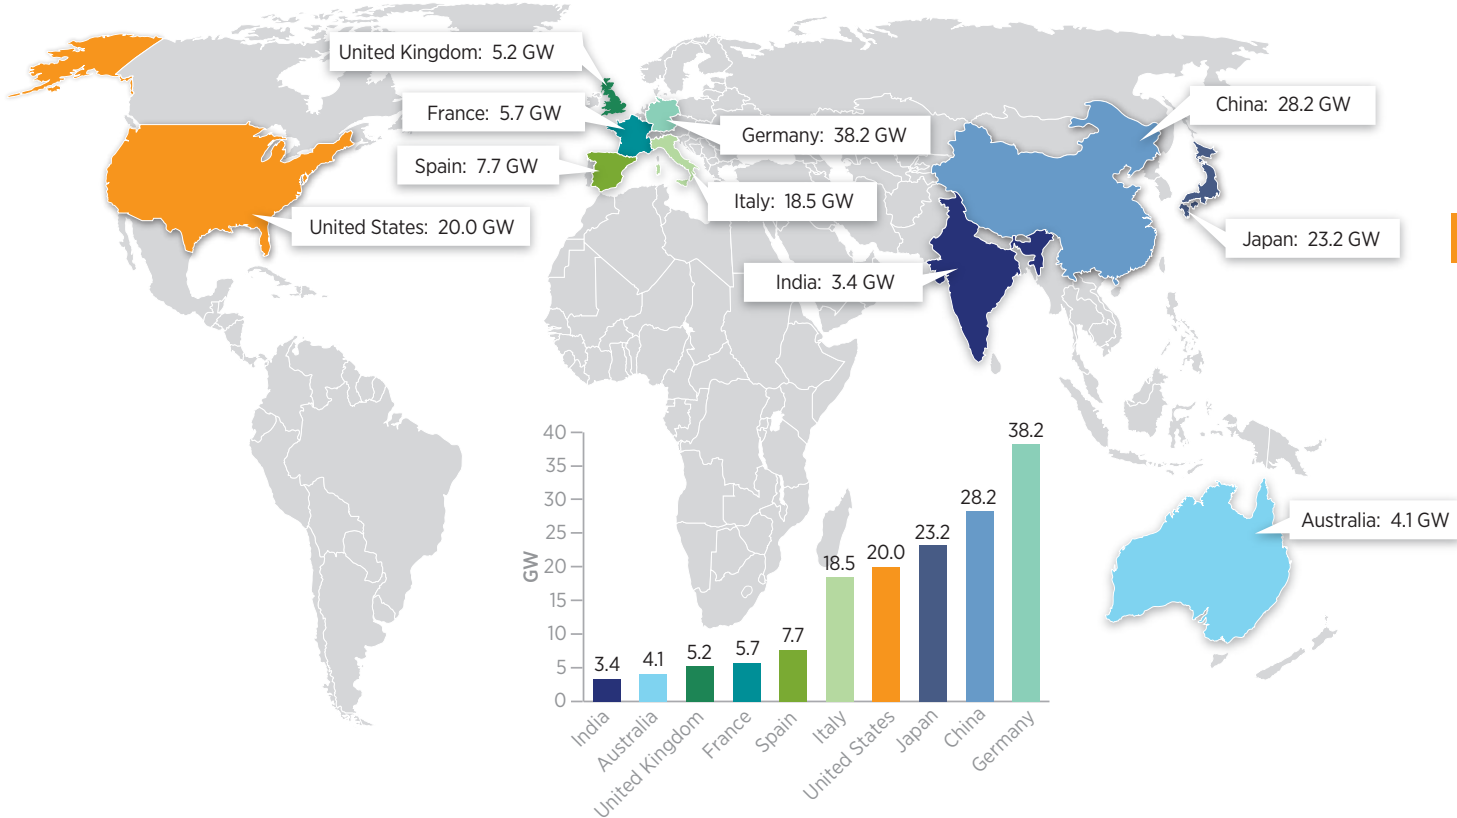 United Kingdom: 5.2 GW
France: 5.7 GW
Spain: 7.7 GW
United States: 20.0 GW
Germany: 38.2 GW
Italy: 18.5 GW
India: 3.4 GW
China: 28.2 GW
Japan: 23.2 GW
Australia: 4.1 GW
GW
40
35
30
25
20
15
10
5
0
3.4
4.1
5.2
5.7
7.7
18.5
20.0
23.2
28.2
38.2
India
Australia
United Kingdom
France
Spain
Italy
United States
Japan
China
Germany